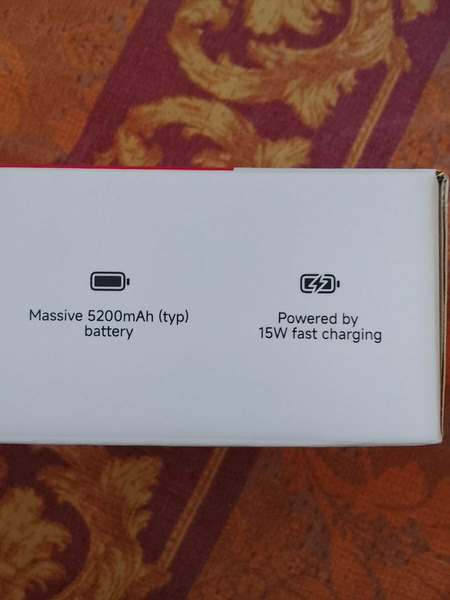 Massive 5200mAh (typ)
battery
Powered by
15W fast charging